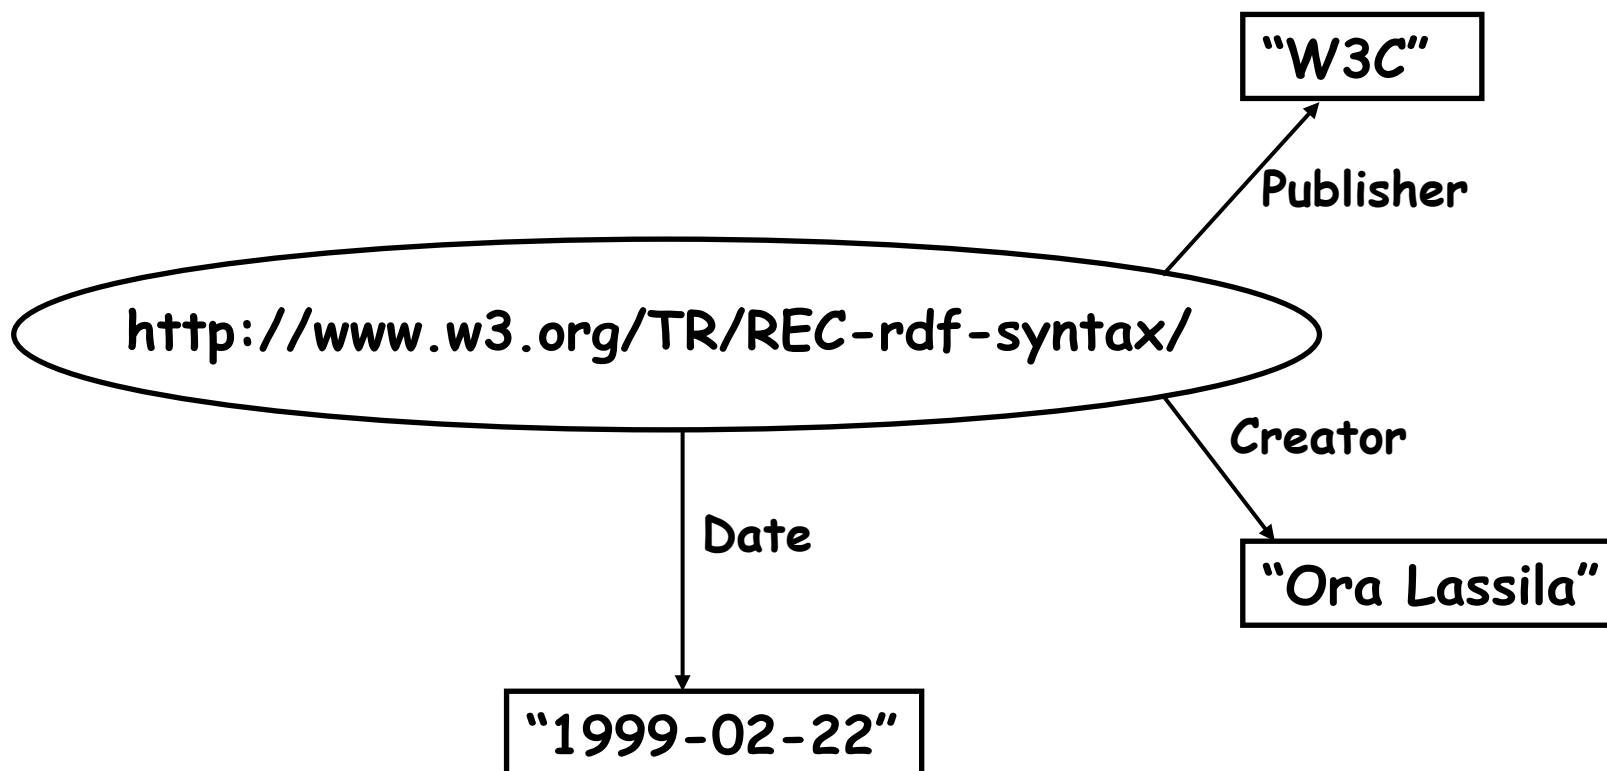 “W3C”
Publisher
http://www.w3.org/TR/REC-rdf-syntax/
Creator
Date
“Ora Lassila”
“1999-02-22”